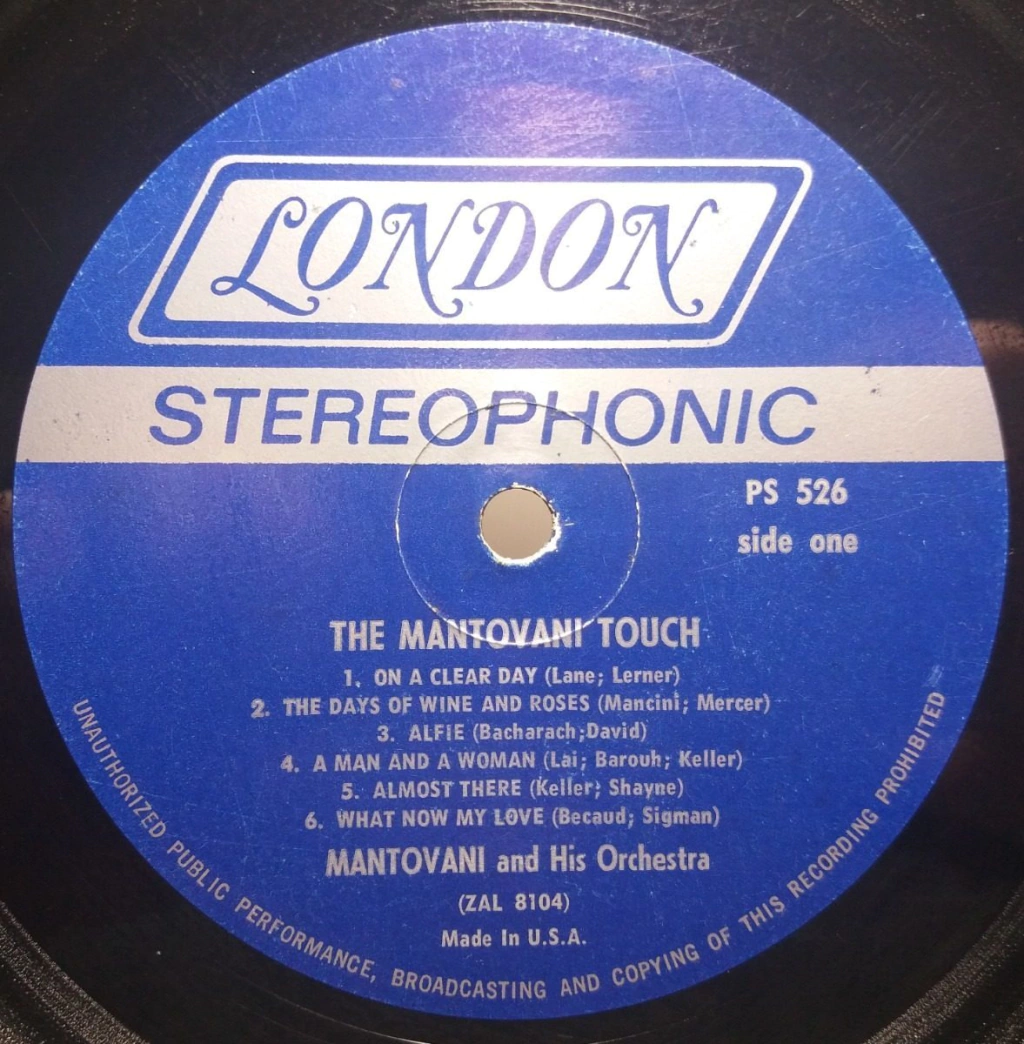 LONDON
STEREOPHONIC
PS 526
side one
THE MANTOVANI TOUCH
1. ON A CLEAR DAY (Lane; Lerner)
2. THE DAYS OF WINE AND ROSES (Mancini; Mercer)
3. ALFIE (Bacharach;David)
4. A MAN AND A WOMAN (Lai; Barouh; Keller)
5. ALMOST THERE (Keller; Shayne)
6. WHAT NOW MY LOVE (Becaud; Sigman)
MANTOVANI and His Orchestra
(ZAL 8104)
Made In U.S.A.
UNAUTHORIZED PUBLIC PERFORMANCE, BROADCASTING AND COPYING OF THIS RECORDING PROHIBITED